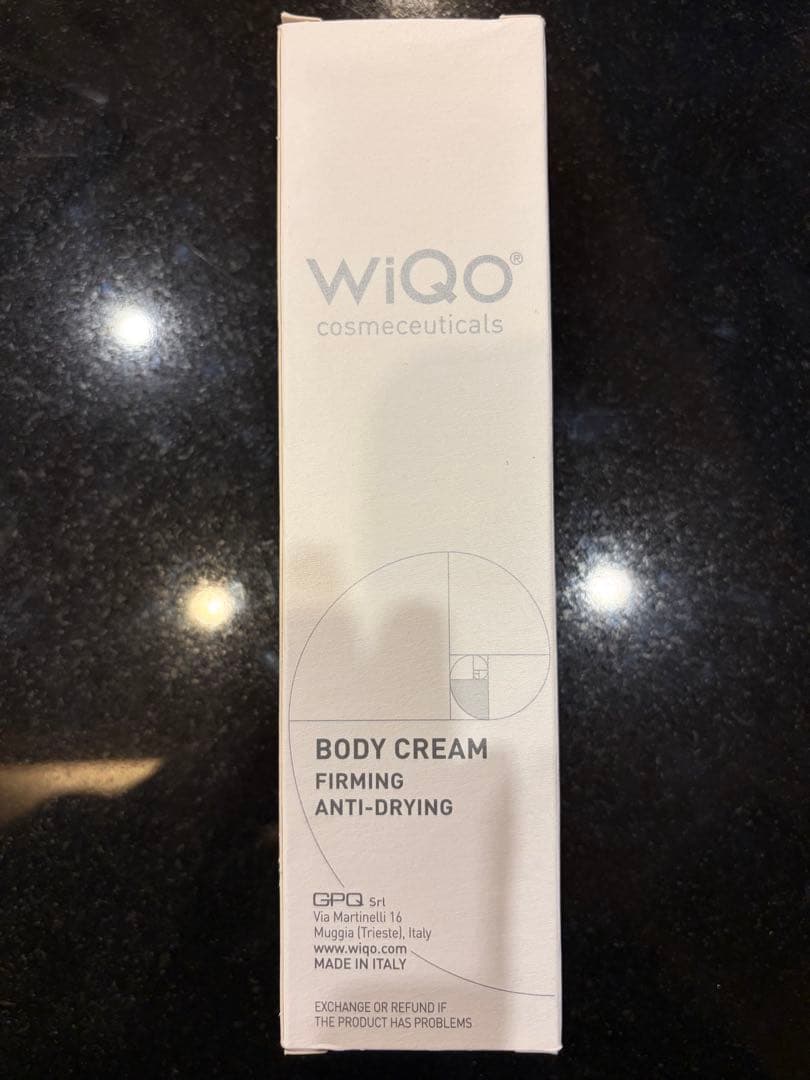 WiQo®
cosmeceuticals
BODY CREAM
FIRMING
ANTI-DRYING
GPQ Srl
Via Martinelli 16
Muggia (Trieste), Italy
www.wiqo.com
MADE IN ITALY
EXCHANGE OR REFUND IF
THE PRODUCT HAS PROBLEMS